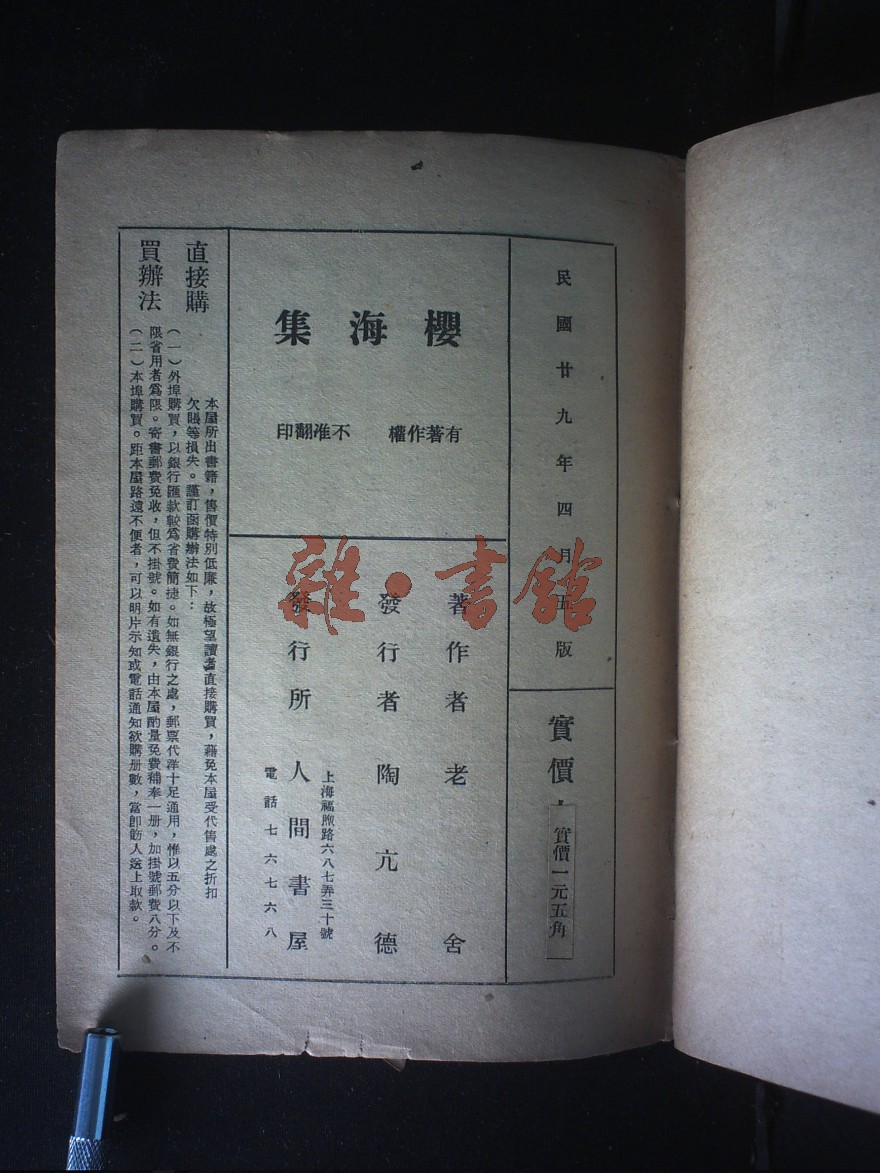 民國廿九年四月五版
實價
實價一元五角
櫻海集
有著作權 不准翻印
著作者 老舍
發行者 陶亢德
發行所 人間書屋
上海福煦路六八七弄三十號
電話七六七六八
直接購
買辦法
本屋所出書籍，售價特別低廉，故極望讀者直接購買，藉免本屋受代售處之折扣
欠賬等損失。謹訂函購辦法如下：
（一）外埠購買，以銀行匯款較爲省費簡捷。如無銀行之處，郵票代洋十足通用，惟以五分以下及不
限省用者爲限。寄書郵費免收，但不掛號。如有遺失，由本屋酌量免費補奉一册，加掛號郵費八分。
（二）本埠購買。距本屋路遠不便者，可以明片示知或電話通知欲購册數，當即飭人送上取款。
雜·書館